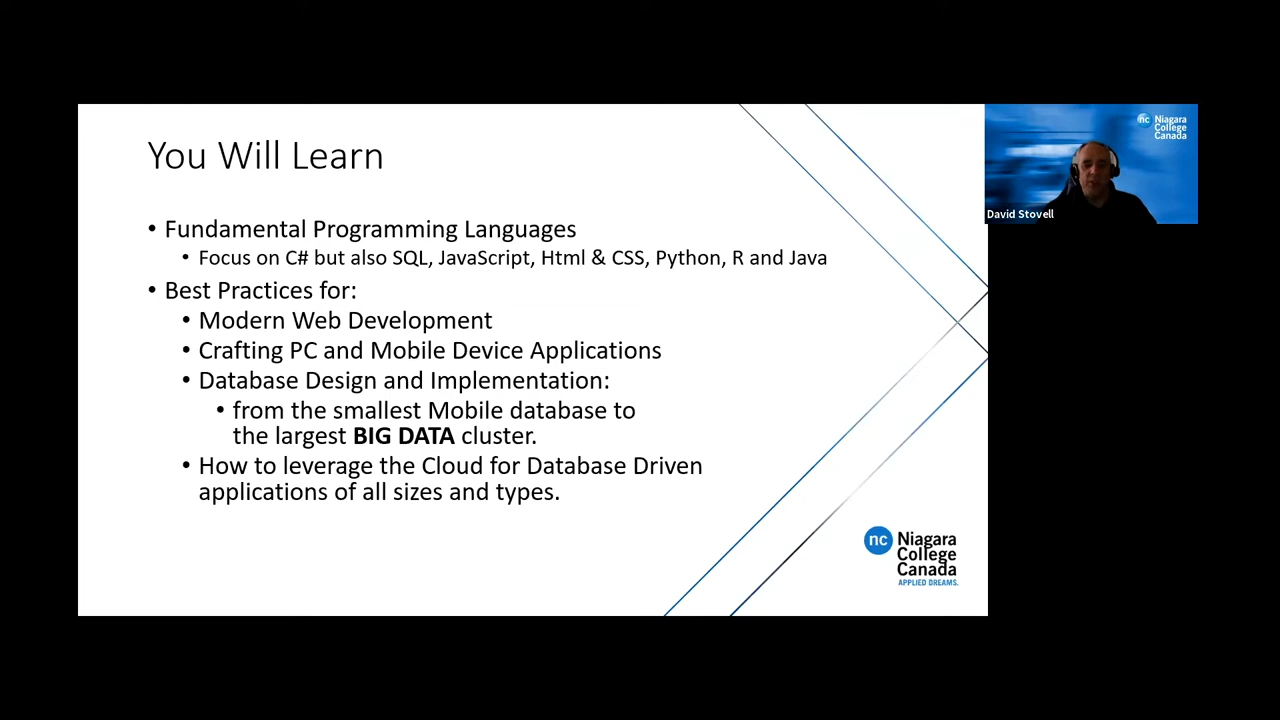 You Will Learn
• Fundamental Programming Languages
• Focus on C# but also SQL, JavaScript, Html & CSS, Python, R and Java
• Best Practices for:
• Modern Web Development
• Crafting PC and Mobile Device Applications
• Database Design and Implementation:
• from the smallest Mobile database to
the largest BIG DATA cluster.
• How to leverage the Cloud for Database Driven
applications of all sizes and types.
nc Niagara
College
Canada
APPLIED DREAMS.
nc Niagara
College
Canada
David Stovell